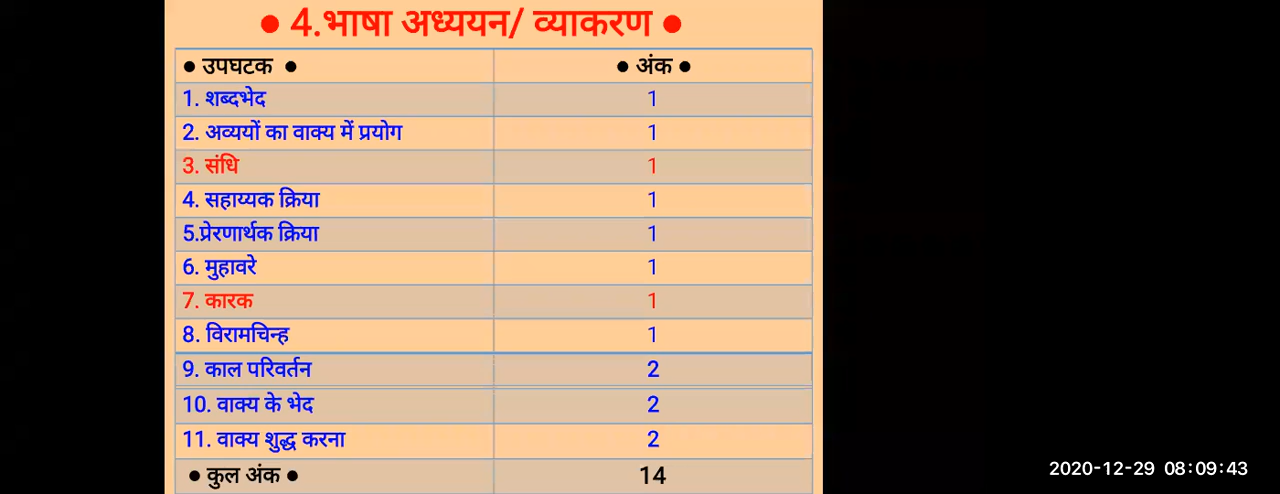 ● 4.भाषा अध्ययन/ व्याकरण ●
● उपघटक ● ● अंक ●
1. शब्दभेद 1
2. अव्ययों का वाक्य में प्रयोग 1
3. संधि 1
4. सहाय्यक क्रिया 1
5.प्रेरणार्थक क्रिया 1
6. मुहावरे 1
7. कारक 1
8. विरामचिन्ह 1
9. काल परिवर्तन 2
10. वाक्य के भेद 2
11. वाक्य शुद्ध करना 2
● कुल अंक ● 14
2020-12-29 08:09:43